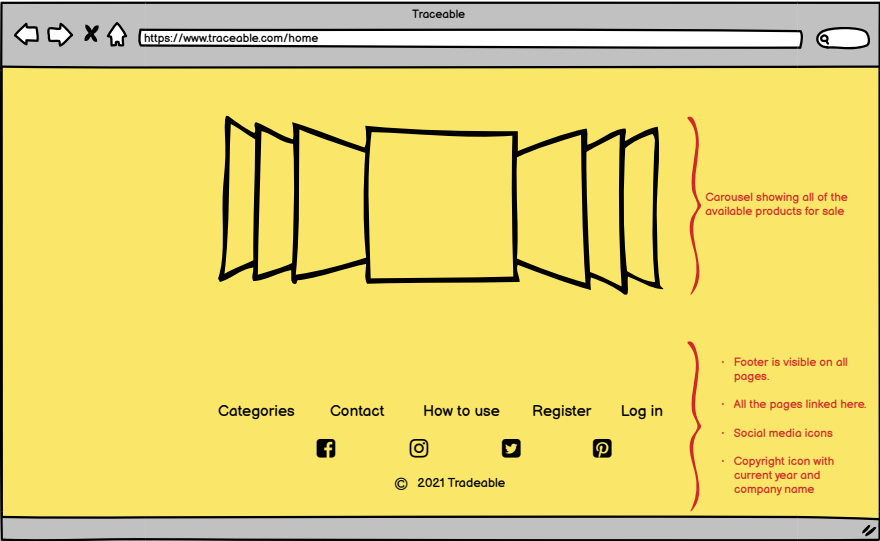 Traceable
https://www.traceable.com/home
Carousel showing all of the
available products for sale
· Footer is visible on all
pages.
· All the pages linked here.
· Social media icons
· Copyright icon with
current year and
company name
Categories Contact How to use Register Log in
© 2021 Tradeable